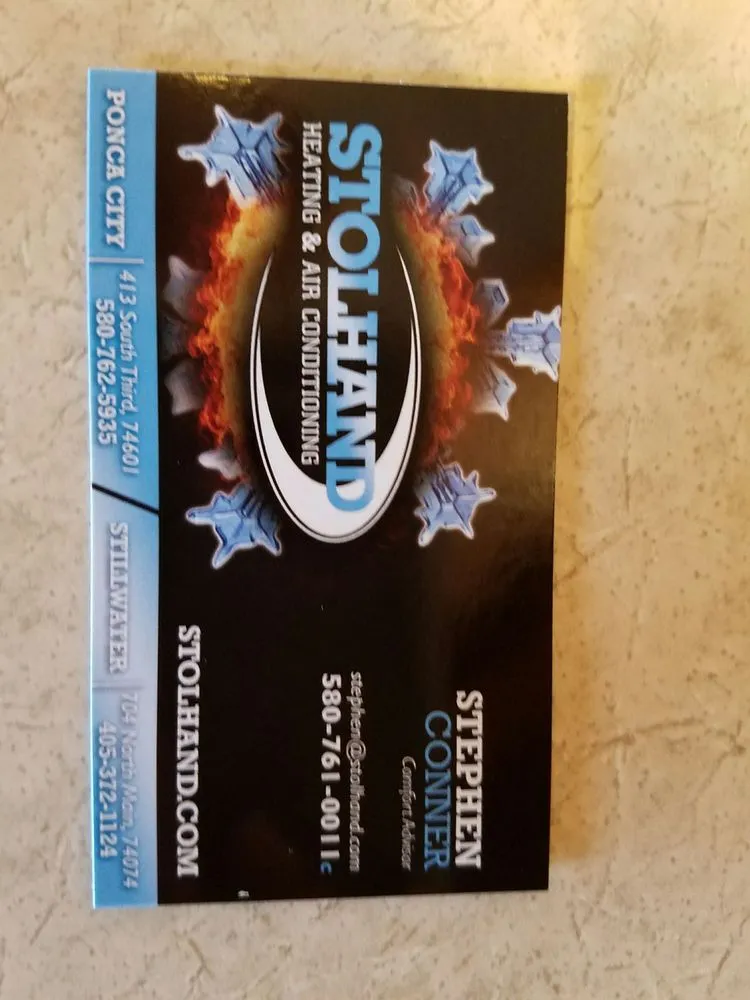 STOLHAND
HEATING & AIR CONDITIONING
STEPHEN
CONNER
Comfort Advisor
stephen@stolhand.com
580-761-0011c
STOLHAND.COM
PONCA CITY
413 South Third, 74601
580-762-5935
STILLWATER
704 North Main, 74074
405-372-1124